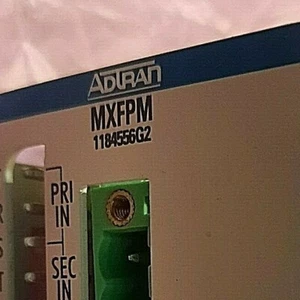 ADTRAN
MXFPM
1184556G2
PRI
IN
SEC
IN
R
S
T